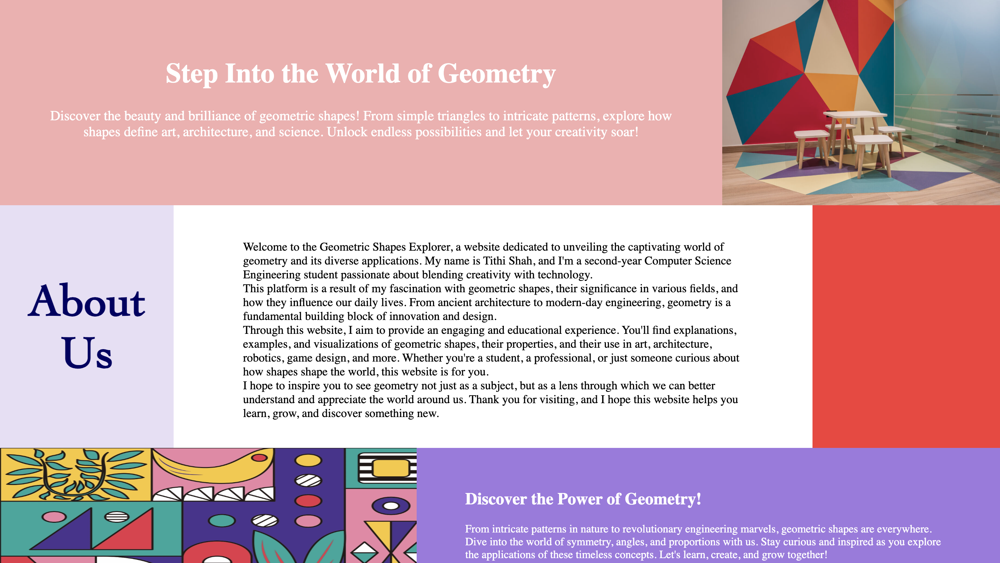 Step Into the World of Geometry
Discover the beauty and brilliance of geometric shapes! From simple triangles to intricate patterns, explore how
shapes define art, architecture, and science. Unlock endless possibilities and let your creativity soar!
About
Us
Welcome to the Geometric Shapes Explorer, a website dedicated to unveiling the captivating world of
geometry and its diverse applications. My name is Tithi Shah, and I'm a second-year Computer Science
Engineering student passionate about blending creativity with technology.
This platform is a result of my fascination with geometric shapes, their significance in various fields, and
how they influence our daily lives. From ancient architecture to modern-day engineering, geometry is a
fundamental building block of innovation and design.
Through this website, I aim to provide an engaging and educational experience. You'll find explanations,
examples, and visualizations of geometric shapes, their properties, and their use in art, architecture,
robotics, game design, and more. Whether you're a student, a professional, or just someone curious about
how shapes shape the world, this website is for you.
I hope to inspire you to see geometry not just as a subject, but as a lens through which we can better
understand and appreciate the world around us. Thank you for visiting, and I hope this website helps you
learn, grow, and discover something new.
Discover the Power of Geometry!
From intricate patterns in nature to revolutionary engineering marvels, geometric shapes are everywhere.
Dive into the world of symmetry, angles, and proportions with us. Stay curious and inspired as you explore
the applications of these timeless concepts. Let's learn, create, and grow together!